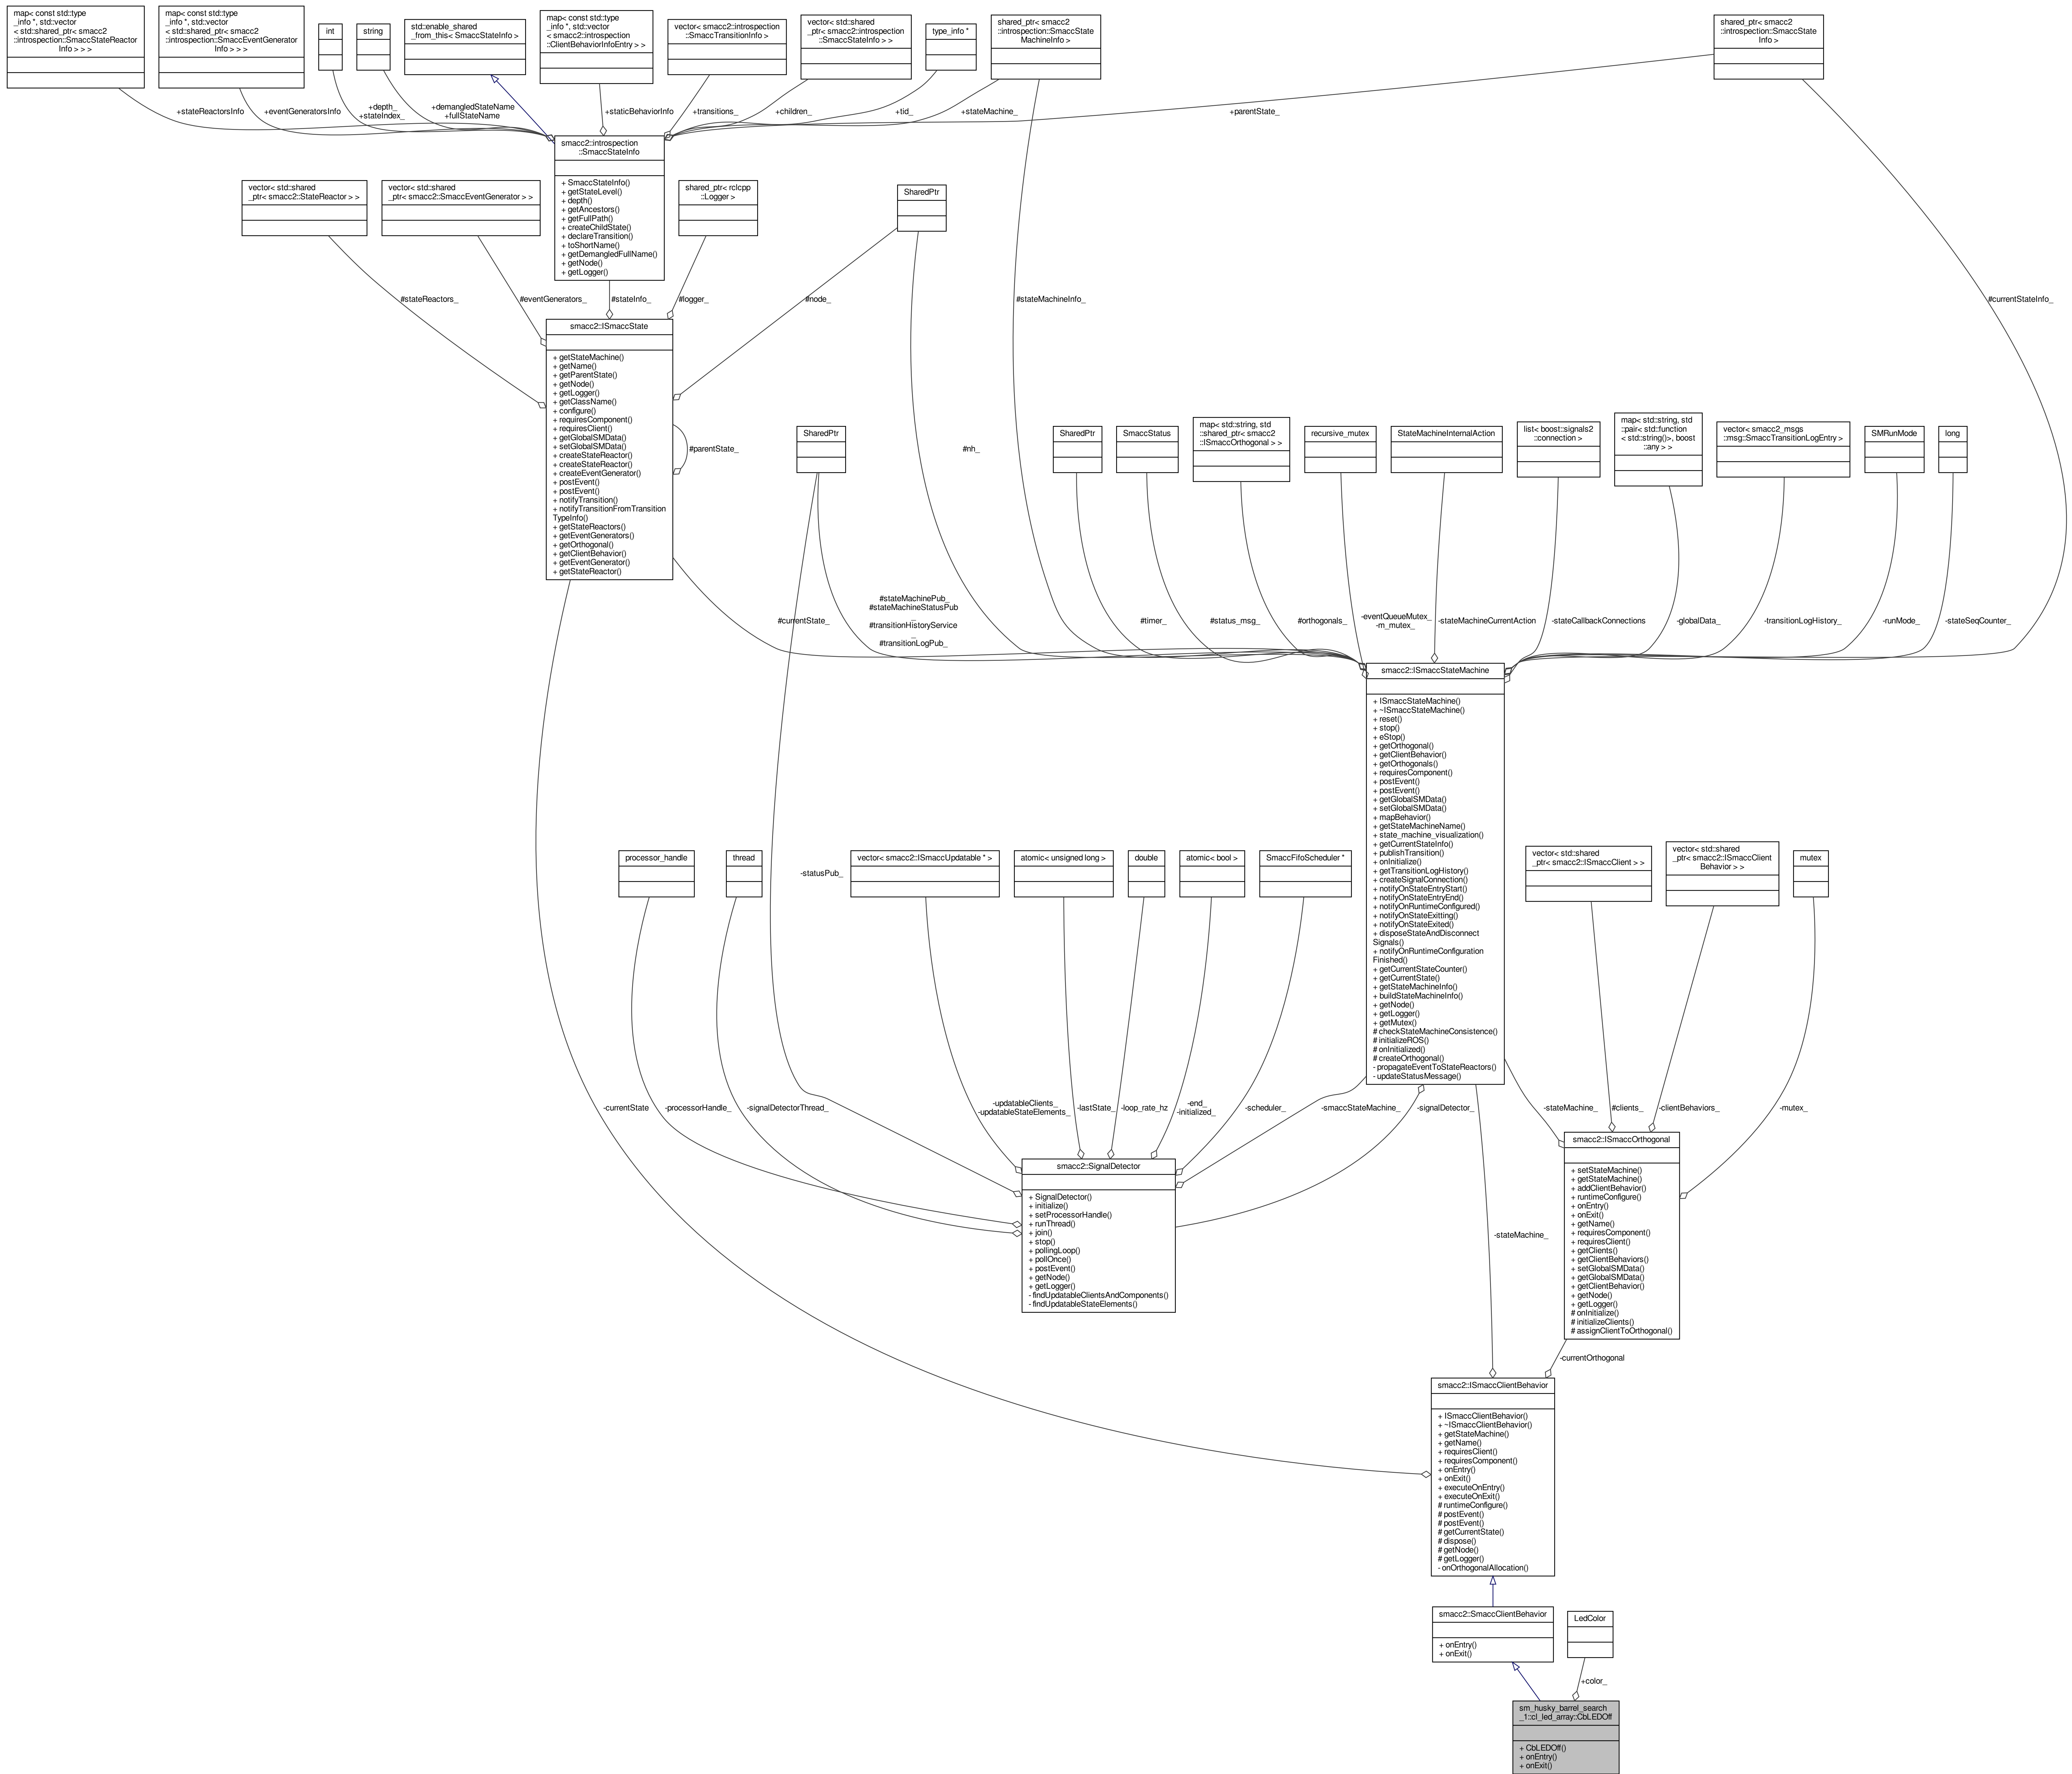 map< const std::type
_info *, std::vector
< std::shared_ptr< smacc2
::introspection::SmaccStateReactor
Info > > >
map< const std::type
_info *, std::vector
< std::shared_ptr< smacc2
::introspection::SmaccEventGenerator
Info > > >
int
string
std::enable_shared
_from_this< SmaccStateInfo >
map< const std::type
_info *, std::vector
< smacc2::introspection
::ClientBehaviorInfoEntry > >
vector< smacc2::introspection
::SmaccTransitionInfo >
vector< std::shared
_ptr< smacc2::introspection
::SmaccStateInfo > >
type_info *
shared_ptr< smacc2
::introspection::SmaccState
MachineInfo >
shared_ptr< smacc2
::introspection::SmaccState
Info >
+stateReactorsInfo
+eventGeneratorsInfo
+depth_
+stateIndex_
+demangledStateName
+fullStateName
+staticBehaviorInfo
+transitions_
+children_
+tid_
+stateMachine_
+parentState_
smacc2::introspection
::SmaccStateInfo
+ SmaccStateInfo()
+ getStateLevel()
+ depth()
+ getAncestors()
+ getFullPath()
+ createChildState()
+ declareTransition()
+ toShortName()
+ getDemangledFullName()
+ getNode()
+ getLogger()
vector< std::shared
_ptr< smacc2::StateReactor > >
vector< std::shared
_ptr< smacc2::SmaccEventGenerator > >
shared_ptr< rclcpp
::Logger >
SharedPtr
#stateReactors_
#eventGenerators_
#stateInfo_
#logger_
#node_
#stateMachineInfo_
#currentStateInfo_
smacc2::ISmaccState
+ getStateMachine()
+ getName()
+ getParentState()
+ getNode()
+ getLogger()
+ getClassName()
+ configure()
+ requiresComponent()
+ requiresClient()
+ getGlobalSMData()
+ setGlobalSMData()
+ createStateReactor()
+ createStateReactor()
+ createEventGenerator()
+ postEvent()
+ postEvent()
+ notifyTransition()
+ notifyTransitionFromTransition
TypeInfo()
+ getStateReactors()
+ getEventGenerators()
+ getOrthogonal()
+ getClientBehavior()
+ getEventGenerator()
+ getStateReactor()
#parentState_
#nh_
SharedPtr
SharedPtr
SmaccStatus
map< std::string, std
::shared_ptr< smacc2
::ISmaccOrthogonal > >
recursive_mutex
StateMachineInternalAction
list< boost::signals2
::connection >
map< std::string, std
::pair< std::function
< std::string()>, boost
::any > >
vector< smacc2_msgs
::msg::SmaccTransitionLogEntry >
SMRunMode
long
#currentState_
#stateMachinePub_
#stateMachineStatusPub
_
#transitionHistoryService
_
#transitionLogPub_
#timer_
#status_msg_
#orthogonals_
-eventQueueMutex_
-m_mutex_
-stateMachineCurrentAction
-stateCallbackConnections
-globalData_
-transitionLogHistory_
-runMode_
-stateSeqCounter_
smacc2::ISmaccStateMachine
+ ISmaccStateMachine()
+ ~ISmaccStateMachine()
+ reset()
+ stop()
+ eStop()
+ getOrthogonal()
+ getClientBehavior()
+ getOrthogonals()
+ requiresComponent()
+ postEvent()
+ postEvent()
+ getGlobalSMData()
+ setGlobalSMData()
+ mapBehavior()
+ getStateMachineName()
+ state_machine_visualization()
+ getCurrentStateInfo()
+ publishTransition()
+ onInitialize()
+ getTransitionLogHistory()
+ createSignalConnection()
+ notifyOnStateEntryStart()
+ notifyOnStateEntryEnd()
+ notifyOnRuntimeConfigured()
+ notifyOnStateExitting()
+ notifyOnStateExited()
+ disposeStateAndDisconnect
Signals()
+ notifyOnRuntimeConfiguration
Finished()
+ getCurrentStateCounter()
+ getCurrentState()
+ getStateMachineInfo()
+ buildStateMachineInfo()
+ getNode()
+ getLogger()
+ getMutex()
# checkStateMachineConsistence()
# initializeROS()
# onInitialized()
# createOrthogonal()
- propagateEventToStateReactors()
- updateStatusMessage()
processor_handle
thread
-statusPub_
vector< smacc2::ISmaccUpdatable * >
atomic< unsigned long >
double
atomic< bool >
SmaccFifoScheduler *
vector< std::shared
_ptr< smacc2::ISmaccClient > >
vector< std::shared
_ptr< smacc2::ISmaccClient
Behavior > >
mutex
-currentState
-processorHandle_
-signalDetectorThread_
-updatableClients_
-updatableStateElements_
-lastState_
-loop_rate_hz
-end_
-initialized_
-scheduler_
-smaccStateMachine_
-signalDetector_
-stateMachine_
#clients_
-clientBehaviors_
-mutex_
smacc2::SignalDetector
+ SignalDetector()
+ initialize()
+ setProcessorHandle()
+ runThread()
+ join()
+ stop()
+ pollingLoop()
+ pollOnce()
+ postEvent()
+ getNode()
+ getLogger()
- findUpdatableClientsAndComponents()
- findUpdatableStateElements()
smacc2::ISmaccOrthogonal
+ setStateMachine()
+ getStateMachine()
+ addClientBehavior()
+ runtimeConfigure()
+ onEntry()
+ onExit()
+ getName()
+ requiresComponent()
+ requiresClient()
+ getClients()
+ getClientBehaviors()
+ setGlobalSMData()
+ getGlobalSMData()
+ getClientBehavior()
+ getNode()
+ getLogger()
# onInitialize()
# initializeClients()
# assignClientToOrthogonal()
-stateMachine_
-currentOrthogonal
smacc2::ISmaccClientBehavior
+ ISmaccClientBehavior()
+ ~ISmaccClientBehavior()
+ getStateMachine()
+ getName()
+ requiresClient()
+ requiresComponent()
+ onEntry()
+ onExit()
+ executeOnEntry()
+ executeOnExit()
# runtimeConfigure()
# postEvent()
# postEvent()
# getCurrentState()
# dispose()
# getNode()
# getLogger()
- onOrthogonalAllocation()
smacc2::SmaccClientBehavior
+ onEntry()
+ onExit()
LedColor
+color_
sm_husky_barrel_search
_1::cl_led_array::CbLEDOff
+ CbLEDOff()
+ onEntry()
+ onExit()